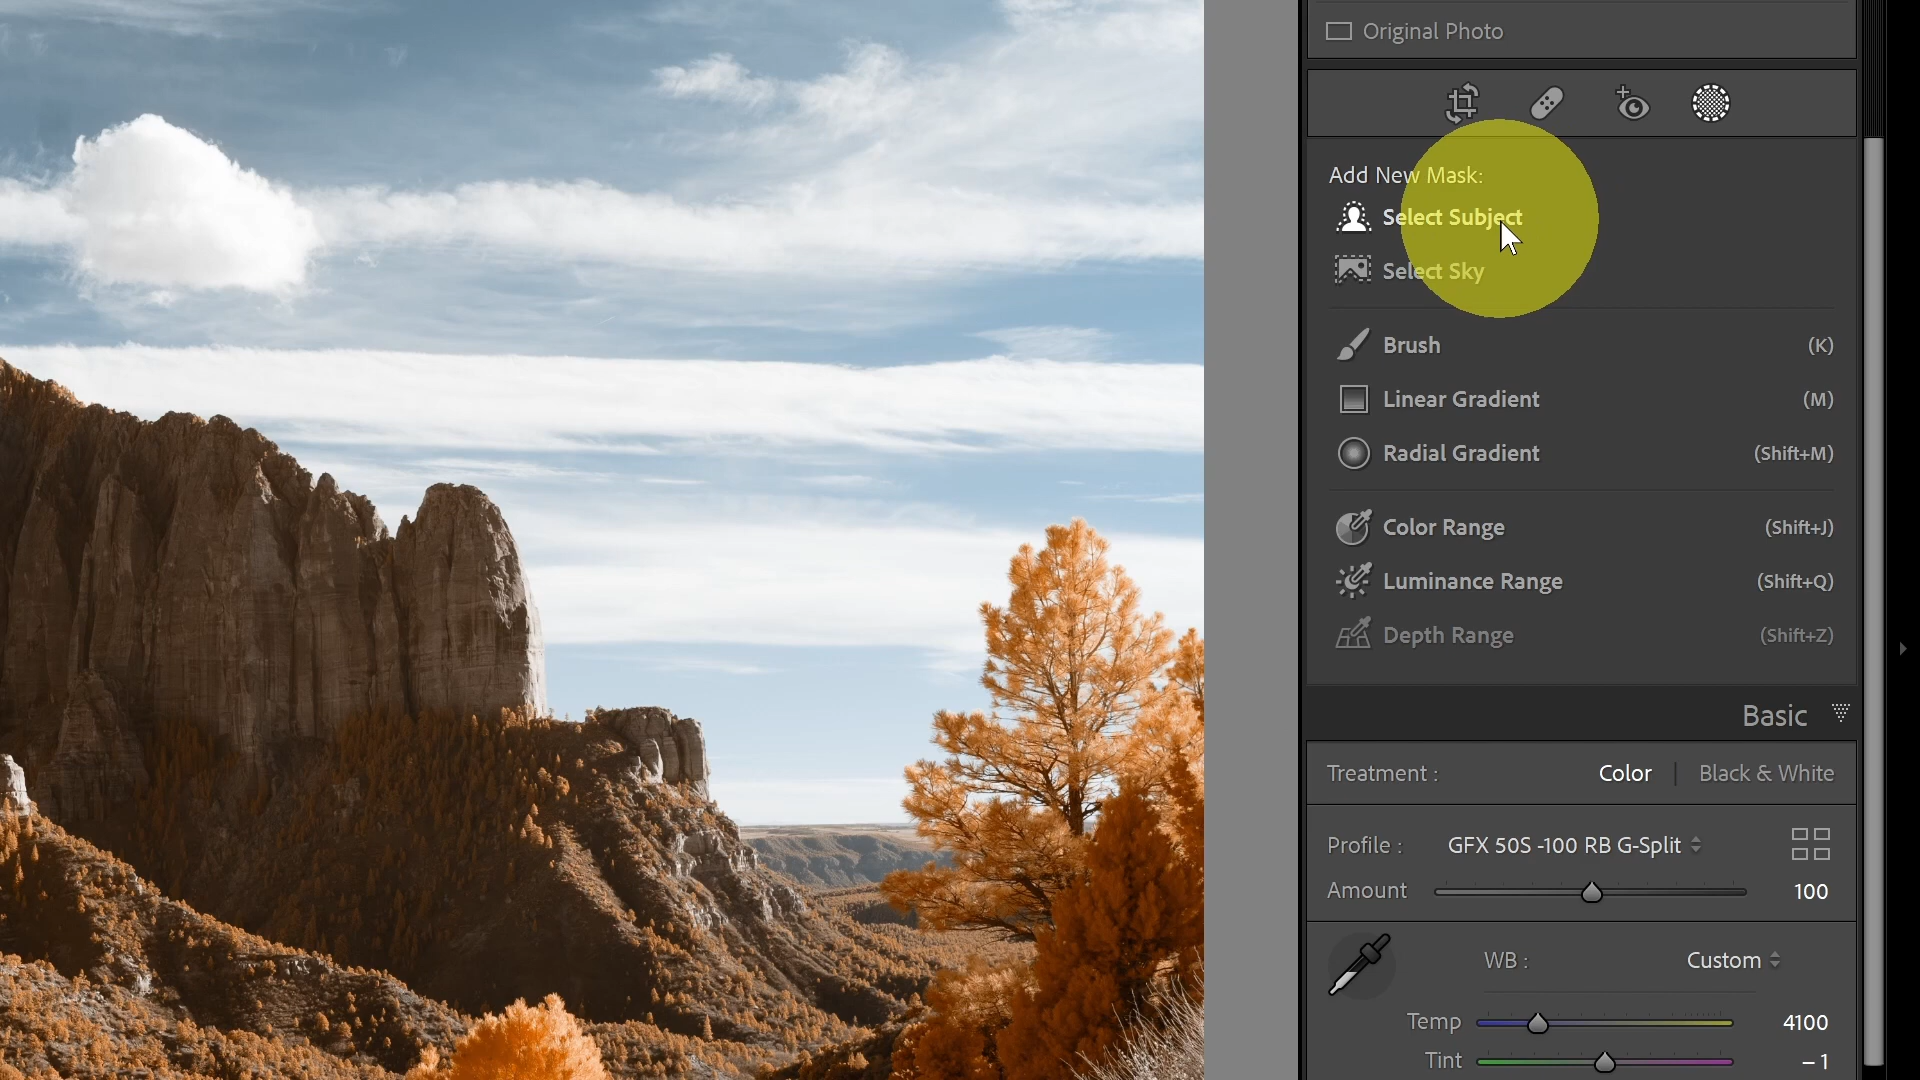 Original Photo
Add New Mask:
Select Subject
Select Sky
Brush (K)
Linear Gradient (M)
Radial Gradient (Shift+M)
Color Range (Shift+J)
Luminance Range (Shift+Q)
Depth Range (Shift+Z)
Basic
Treatment : Color | Black & White
Profile : GFX 50S -100 RB G-Split
Amount 100
WB : Custom
Temp 4100
Tint – 1